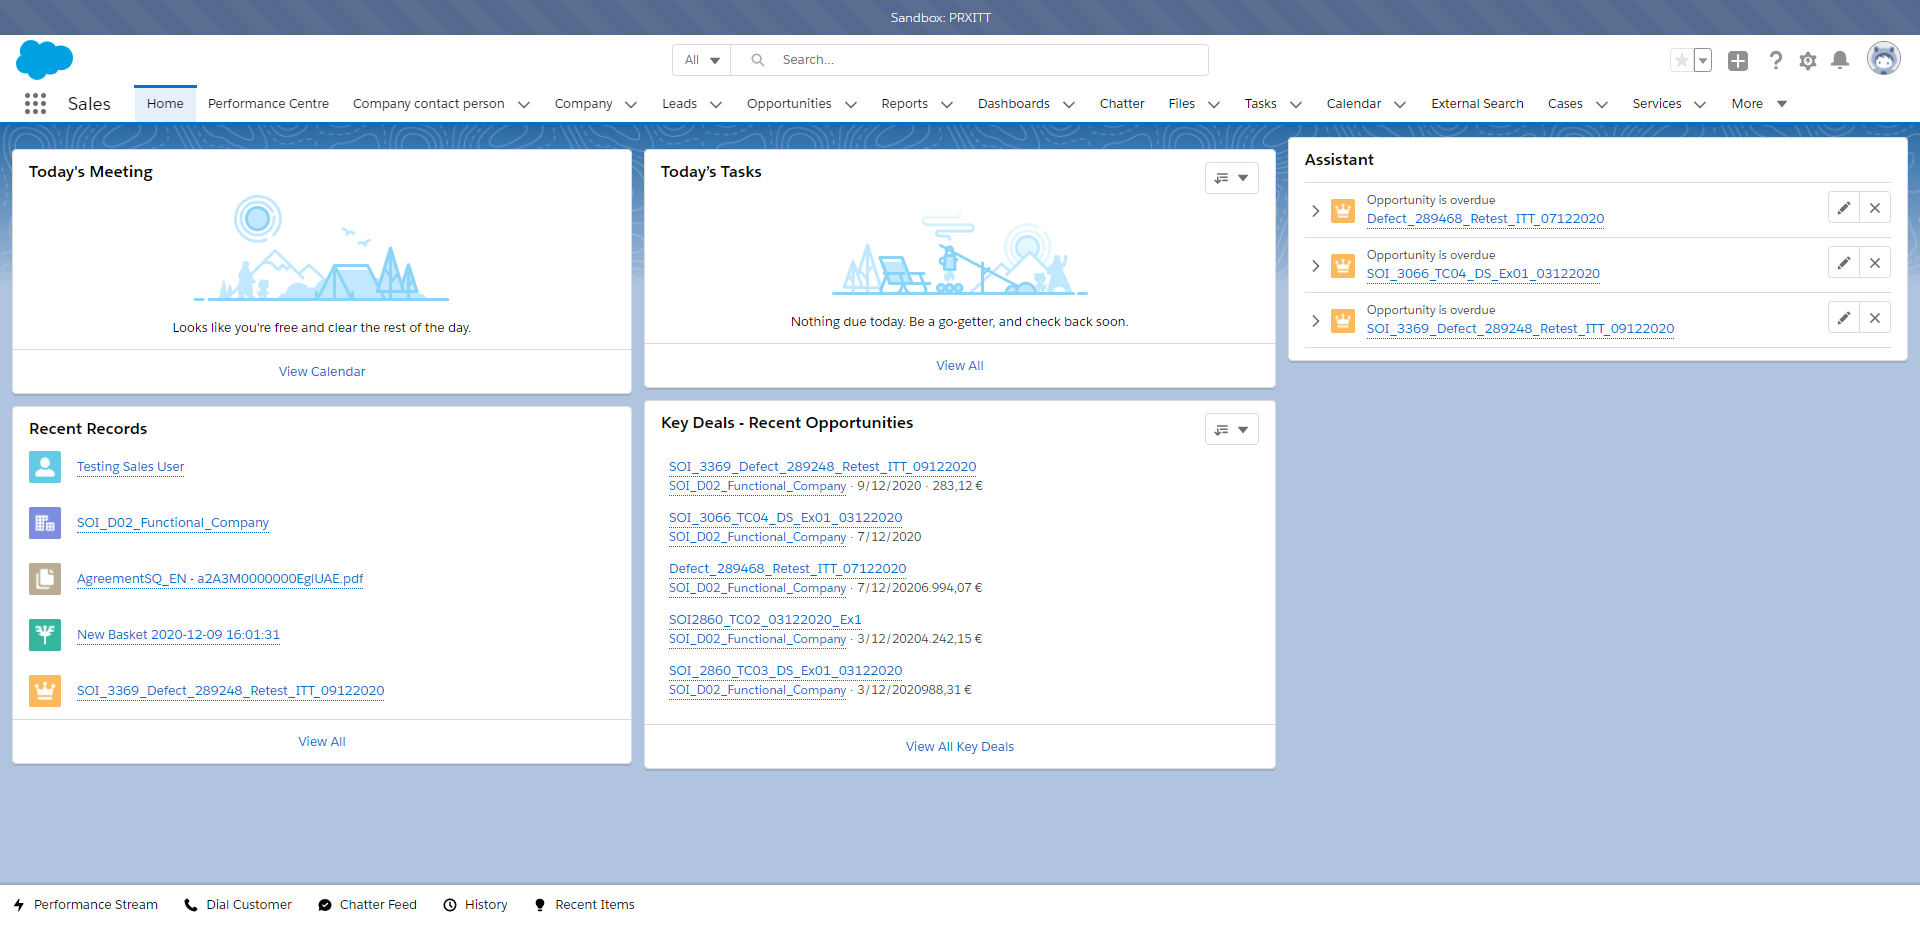 Sandbox: PRXITT
All
Search...
Sales
Home Performance Centre Company contact person Company Leads Opportunities Reports Dashboards Chatter Files Tasks Calendar External Search Cases Services More
Today's Meeting
Looks like you're free and clear the rest of the day.
View Calendar
Recent Records
Testing Sales User
SOI_D02_Functional_Company
AgreementSQ_EN - a2A3M0000000EglUAE.pdf
New Basket 2020-12-09 16:01:31
SOI_3369_Defect_289248_Retest_ITT_09122020
View All
Today's Tasks
Nothing due today. Be a go-getter, and check back soon.
View All
Key Deals - Recent Opportunities
SOI_3369_Defect_289248_Retest_ITT_09122020
SOI_D02_Functional_Company · 9/12/2020 · 283,12 €
SOI_3066_TC04_DS_Ex01_03122020
SOI_D02_Functional_Company · 7/12/2020
Defect_289468_Retest_ITT_07122020
SOI_D02_Functional_Company · 7/12/20206.994,07 €
SOI2860_TC02_03122020_Ex1
SOI_D02_Functional_Company · 3/12/20204.242,15 €
SOI_2860_TC03_DS_Ex01_03122020
SOI_D02_Functional_Company · 3/12/2020988,31 €
View All Key Deals
Assistant
Opportunity is overdue
Defect_289468_Retest_ITT_07122020
Opportunity is overdue
SOI_3066_TC04_DS_Ex01_03122020
Opportunity is overdue
SOI_3369_Defect_289248_Retest_ITT_09122020
Performance Stream Dial Customer Chatter Feed History Recent Items